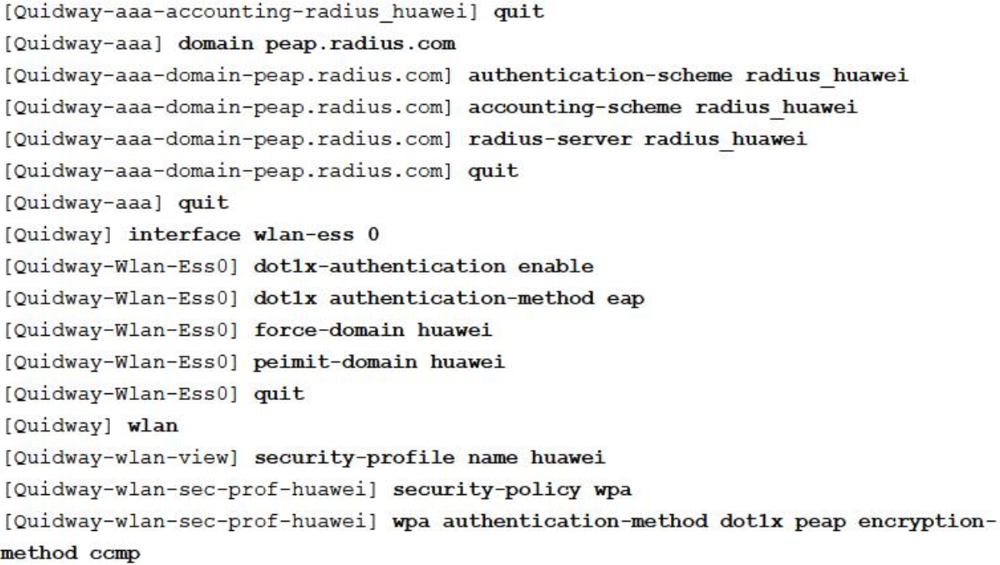 [Quidway-aaa-accounting-radius_huawei] quit
[Quidway-aaa] domain peap.radius.com
[Quidway-aaa-domain-peap.radius.com] authentication-scheme radius_huawei
[Quidway-aaa-domain-peap.radius.com] accounting-scheme radius_huawei
[Quidway-aaa-domain-peap.radius.com] radius-server radius_huawei
[Quidway-aaa-domain-peap.radius.com] quit
[Quidway-aaa] quit
[Quidway] interface wlan-ess 0
[Quidway-Wlan-Ess0] dot1x-authentication enable
[Quidway-Wlan-Ess0] dot1x authentication-method eap
[Quidway-Wlan-Ess0] force-domain huawei
[Quidway-Wlan-Ess0] peimit-domain huawei
[Quidway-Wlan-Ess0] quit
[Quidway] wlan
[Quidway-wlan-view] security-profile name huawei
[Quidway-wlan-sec-prof-huawei] security-policy wpa
[Quidway-wlan-sec-prof-huawei] wpa authentication-method dot1x peap encryption-
method ccmp